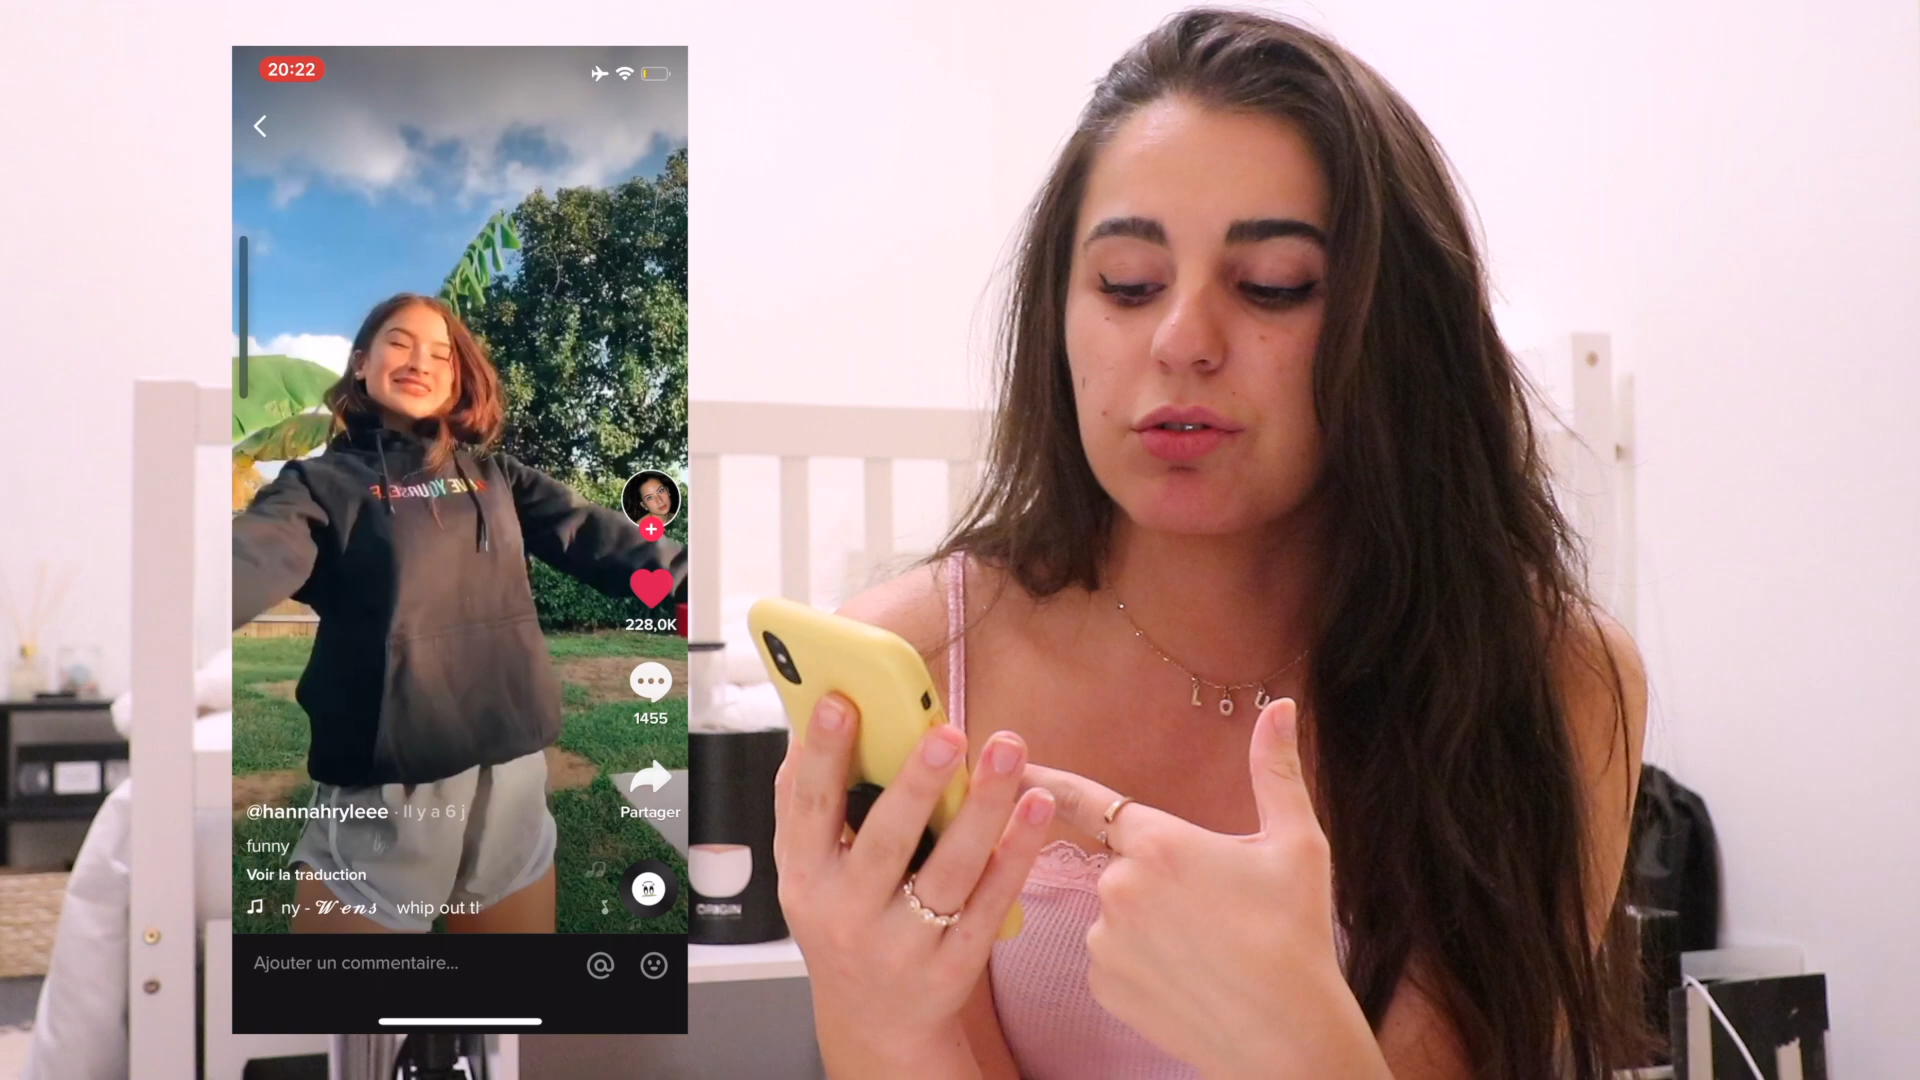 20:22
228,0K
1455
Partager
@hannahryleee · Il y a 6 j
funny
Voir la traduction
ny - 𝒲ℯ𝓃𝓈 whip out th
Ajouter un commentaire...
L O U
ORIGIN